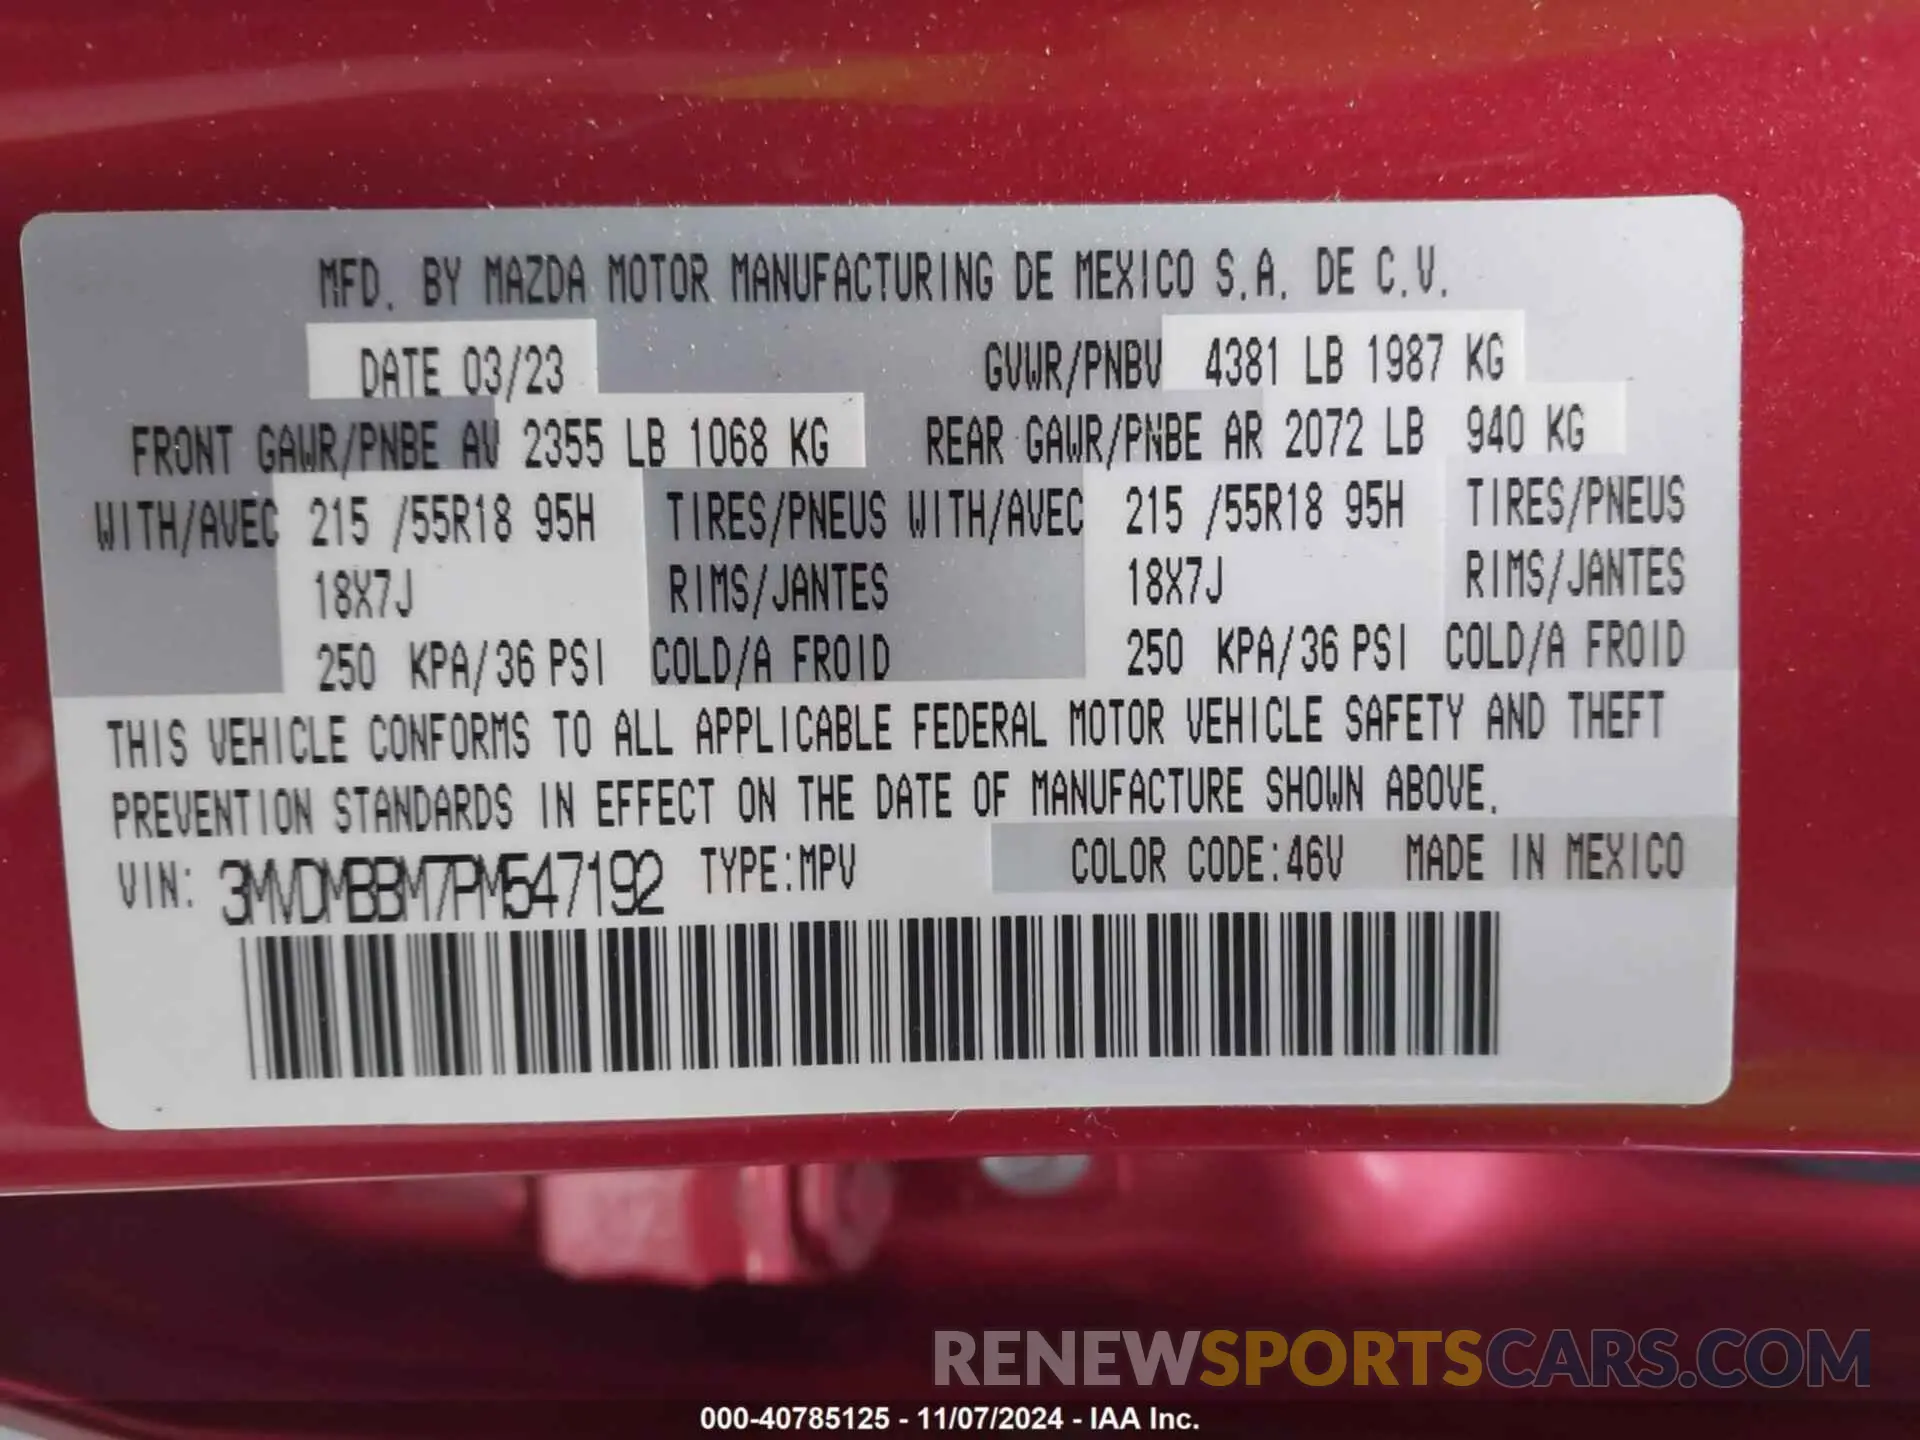 MFD. BY MAZDA MOTOR MANUFACTURING DE MEXICO S.A. DE C.V.
DATE 03/23 GVWR/PNBV 4381 LB 1987 KG
FRONT GAWR/PNBE AV 2355 LB 1068 KG REAR GAWR/PNBE AR 2072 LB 940 KG
WITH/AVEC 215 /55R18 95H TIRES/PNEUS WITH/AVEC 215 /55R18 95H TIRES/PNEUS
18X7J RIMS/JANTES 18X7J RIMS/JANTES
250 KPA/36 PSI COLD/A FROID 250 KPA/36 PSI COLD/A FROID
THIS VEHICLE CONFORMS TO ALL APPLICABLE FEDERAL MOTOR VEHICLE SAFETY AND THEFT
PREVENTION STANDARDS IN EFFECT ON THE DATE OF MANUFACTURE SHOWN ABOVE.
VIN: 3MVDMBBM7PM547192 TYPE:MPV COLOR CODE:46V MADE IN MEXICO
RENEWSPORTSCARS.COM
000-40785125 - 11/07/2024 - IAA Inc.